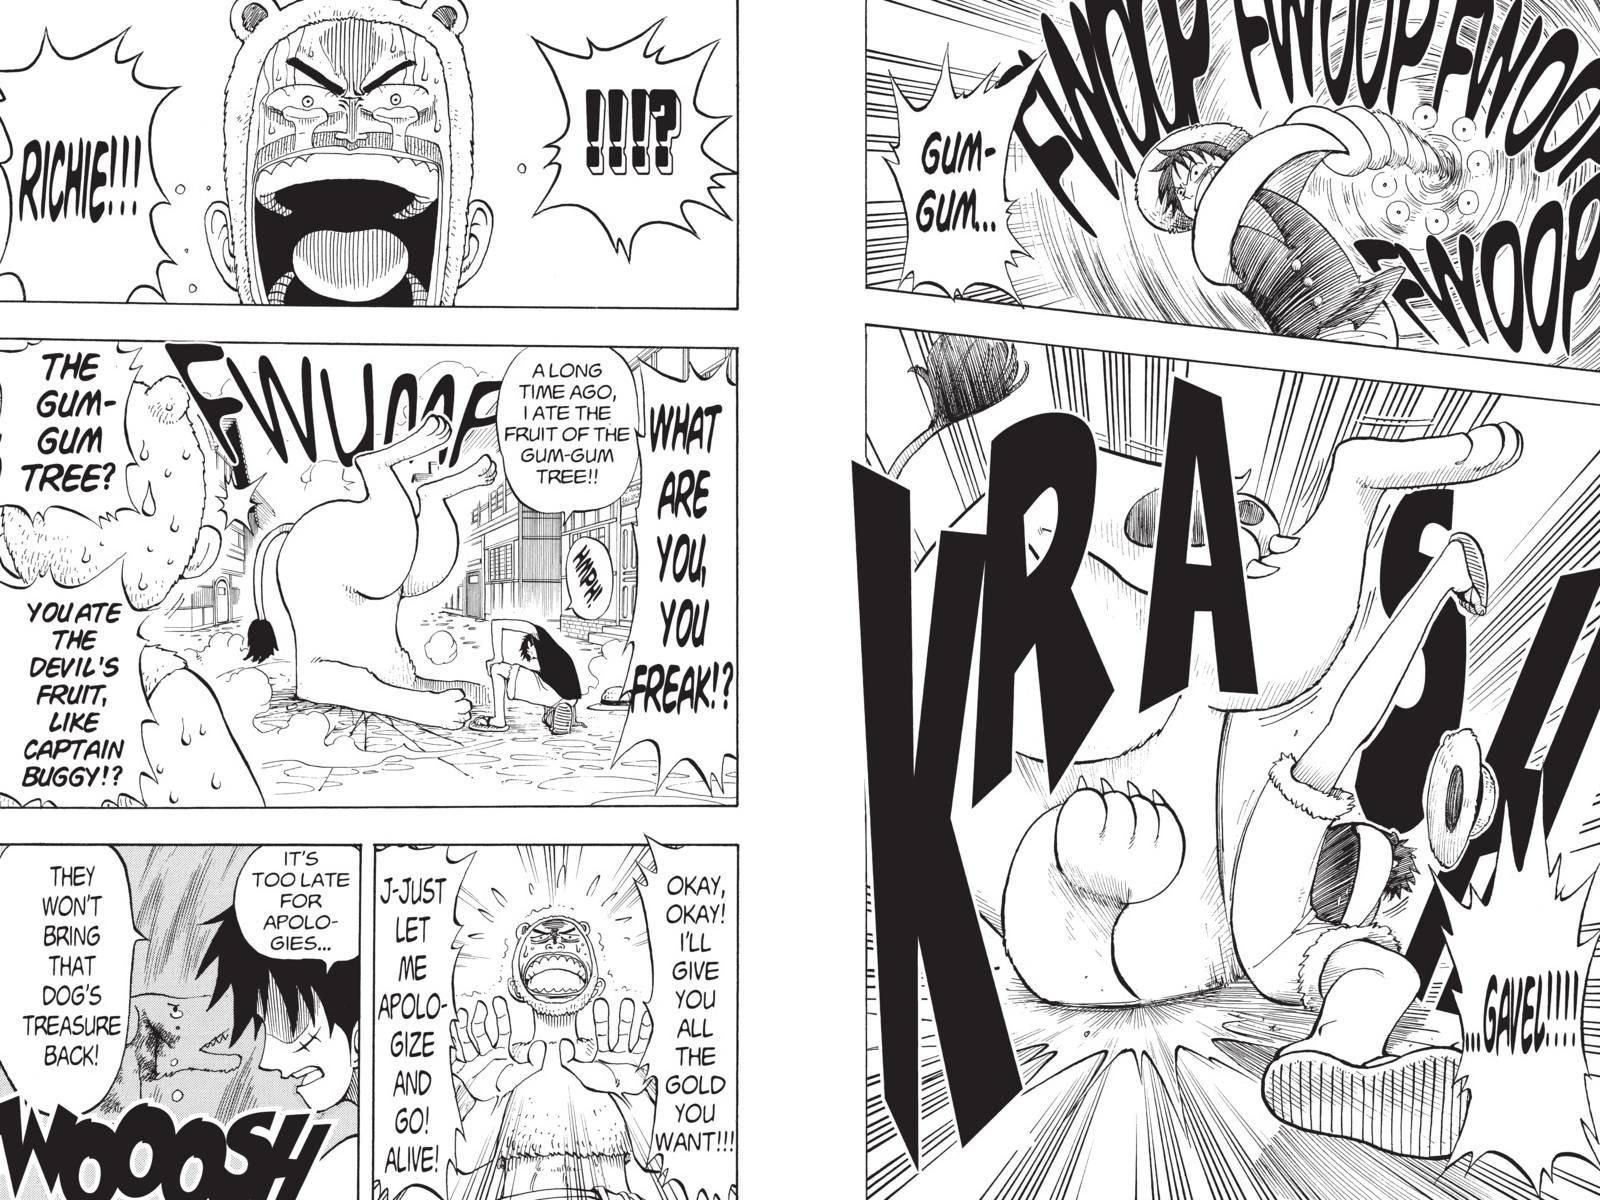 FWOOP FWOOP FWOOP
GUM-
GUM...
FWOOP
FWOOP
KRASH
...GAVEL!!!!!
!!!!?
RICHIE!!!
WHAT
ARE
YOU,
YOU
FREAK!?
A LONG
TIME AGO,
I ATE THE
FRUIT OF THE
GUM-GUM
TREE!!
HMPH!
FWUMP
THE
GUM-
GUM
TREE?
YOU ATE
THE
DEVIL'S
FRUIT,
LIKE
CAPTAIN
BUGGY!?
OKAY,
OKAY!
I'LL
GIVE
YOU
ALL
THE
GOLD
YOU
WANT!!!
J-JUST
LET
ME
APOLO-
GIZE
AND
GO!
ALIVE!
IT'S
TOO LATE
FOR
APOLO-
GIES...
THEY
WON'T
BRING
THAT
DOG'S
TREASURE
BACK!
WOOOSH